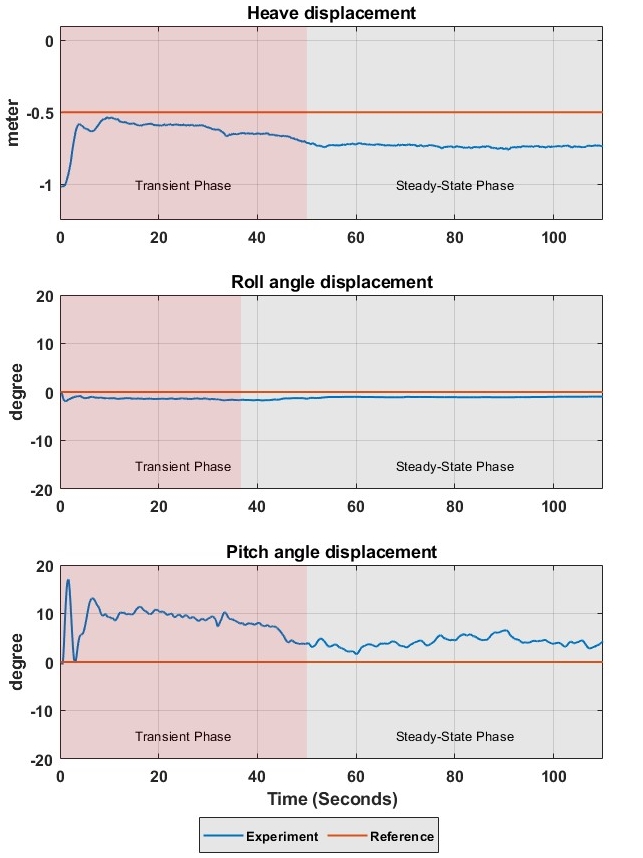 Heave displacement
0
-0.5
-1
meter
Transient Phase
Steady-State Phase
0 20 40 60 80 100
Roll angle displacement
20
10
0
-10
-20
degree
Transient Phase
Steady-State Phase
0 20 40 60 80 100
Pitch angle displacement
20
10
0
-10
-20
degree
Transient Phase
Steady-State Phase
0 20 40 60 80 100
Time (Seconds)
Experiment Reference